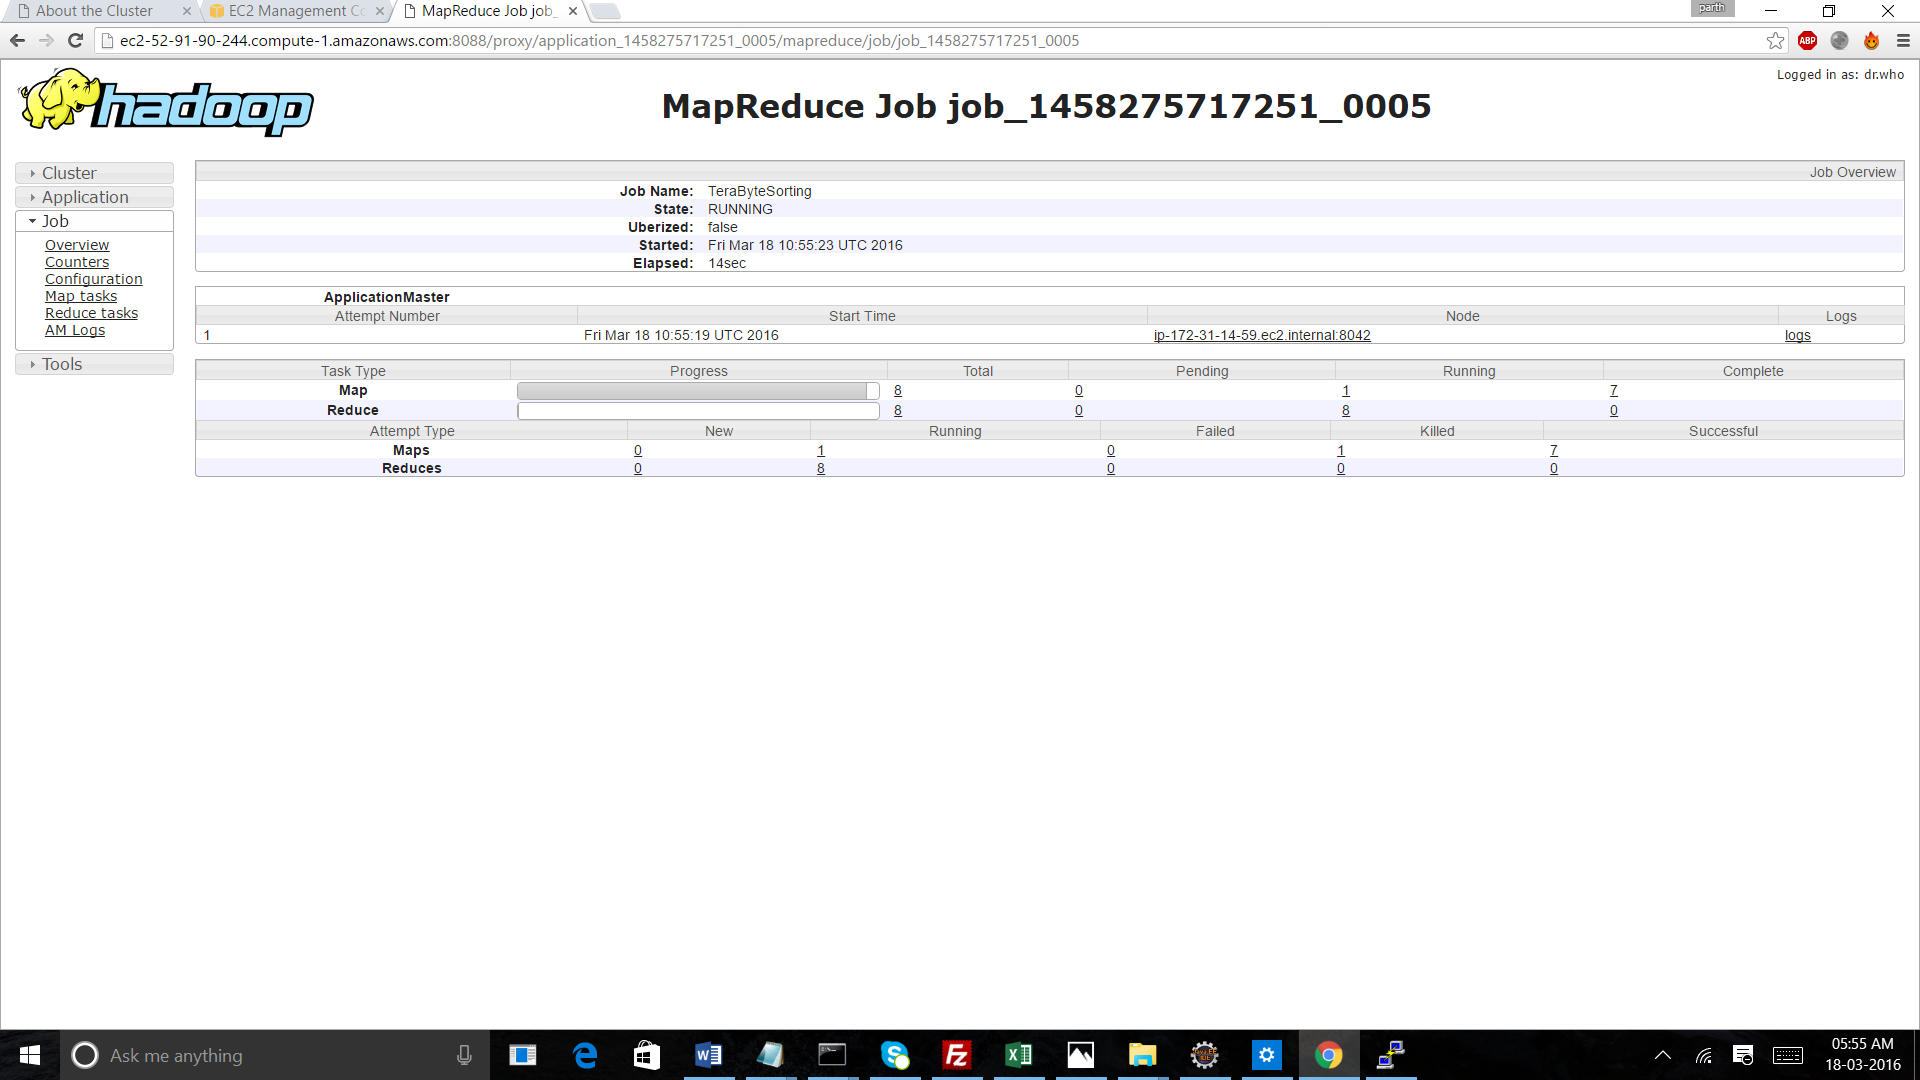 About the Cluster
EC2 Management Co
MapReduce Job job_
parth
ec2-52-91-90-244.compute-1.amazonaws.com:8088/proxy/application_1458275717251_0005/mapreduce/job/job_1458275717251_0005
ABP
Logged in as: dr.who
hadoop
MapReduce Job job_1458275717251_0005
Cluster
Application
Job
Overview
Counters
Configuration
Map tasks
Reduce tasks
AM Logs
Tools
Job Overview
Job Name: TeraByteSorting
State: RUNNING
Uberized: false
Started: Fri Mar 18 10:55:23 UTC 2016
Elapsed: 14sec
ApplicationMaster
Attempt Number Start Time Node Logs
1 Fri Mar 18 10:55:19 UTC 2016 ip-172-31-14-59.ec2.internal:8042 logs
Task Type Progress Total Pending Running Complete
Map 8 0 1 7
Reduce 8 0 8 0
Attempt Type New Running Failed Killed Successful
Maps 0 1 0 1 7
Reduces 0 8 0 0 0
Ask me anything
05:55 AM
18-03-2016